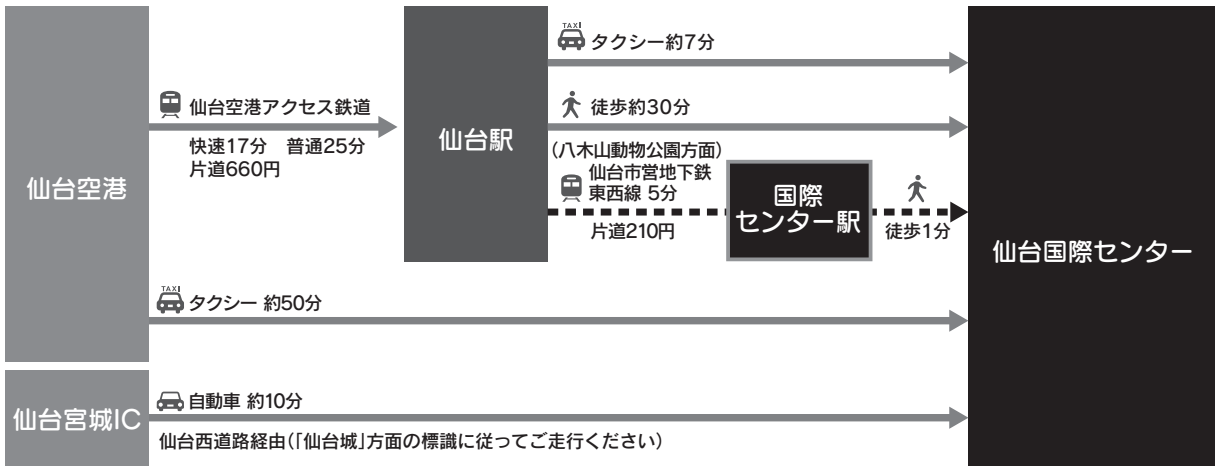 仙台空港
仙台空港アクセス鉄道
快速17分　普通25分
片道660円
仙台駅
TAXI
タクシー約7分
徒歩約30分
(八木山動物公園方面)
仙台市営地下鉄
東西線 5分
片道210円
国際
センター駅
徒歩1分
仙台国際センター
TAXI
タクシー 約50分
仙台宮城IC
自動車 約10分
仙台西道路経由(「仙台城」方面の標識に従ってご走行ください)